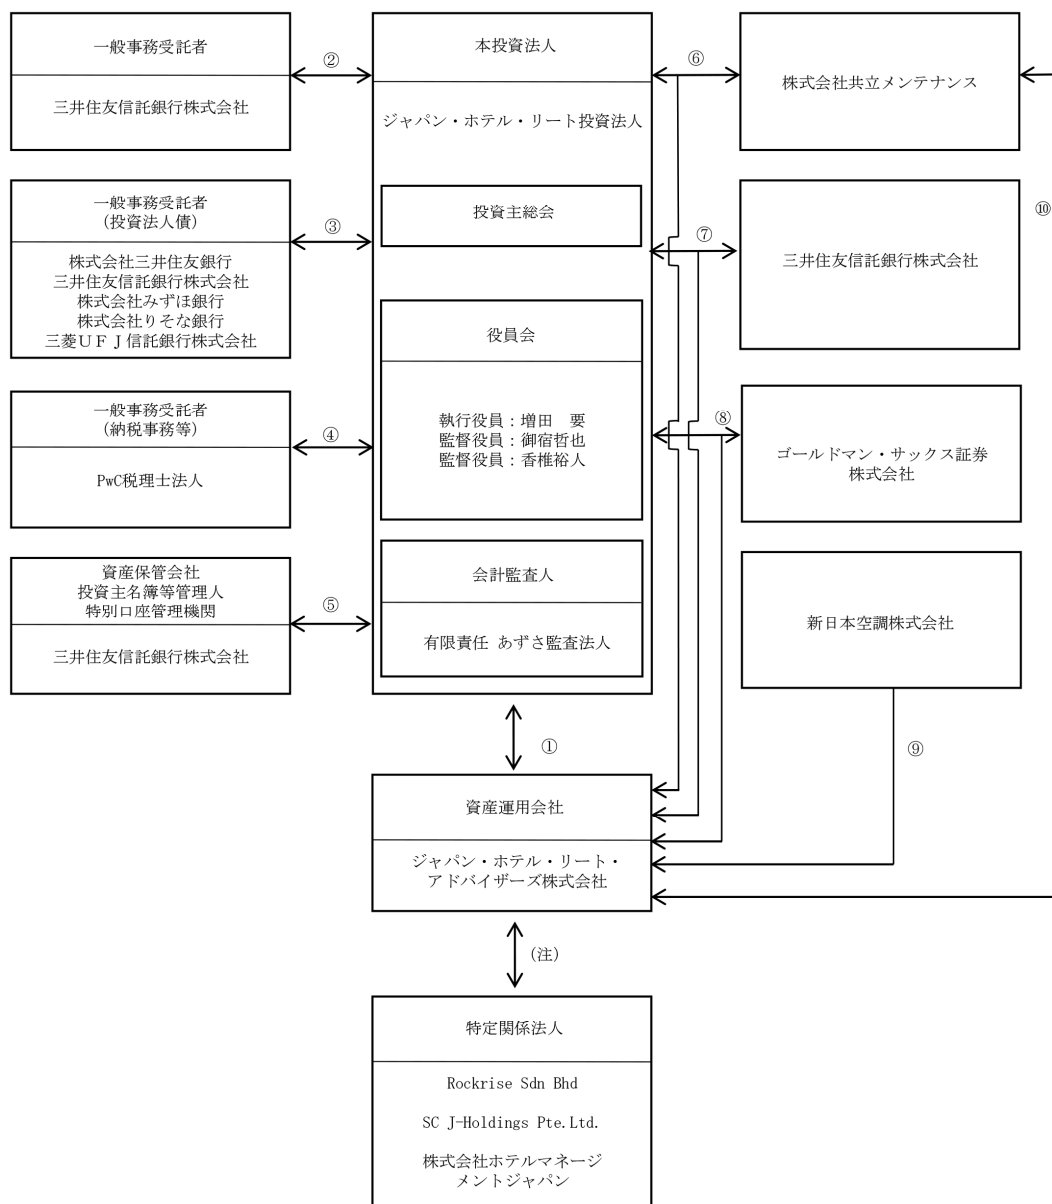 一般事務受託者
三井住友信託銀行株式会社
②
本投資法人
ジャパン・ホテル・リート投資法人
⑥
株式会社共立メンテナンス
一般事務受託者
(投資法人債)
株式会社三井住友銀行
三井住友信託銀行株式会社
株式会社みずほ銀行
株式会社りそな銀行
三菱ＵＦＪ信託銀行株式会社
③
投資主総会
⑦
三井住友信託銀行株式会社
⑩
役員会
執行役員：増田　要
監督役員：御宿哲也
監督役員：香椎裕人
一般事務受託者
(納税事務等)
PwC税理士法人
④
⑧
ゴールドマン・サックス証券
株式会社
資産保管会社
投資主名簿等管理人
特別口座管理機関
三井住友信託銀行株式会社
⑤
会計監査人
有限責任 あずさ監査法人
新日本空調株式会社
①
⑨
資産運用会社
ジャパン・ホテル・リート・
アドバイザーズ株式会社
(注)
特定関係法人
Rockrise Sdn Bhd
SC J-Holdings Pte.Ltd.
株式会社ホテルマネージ
メントジャパン